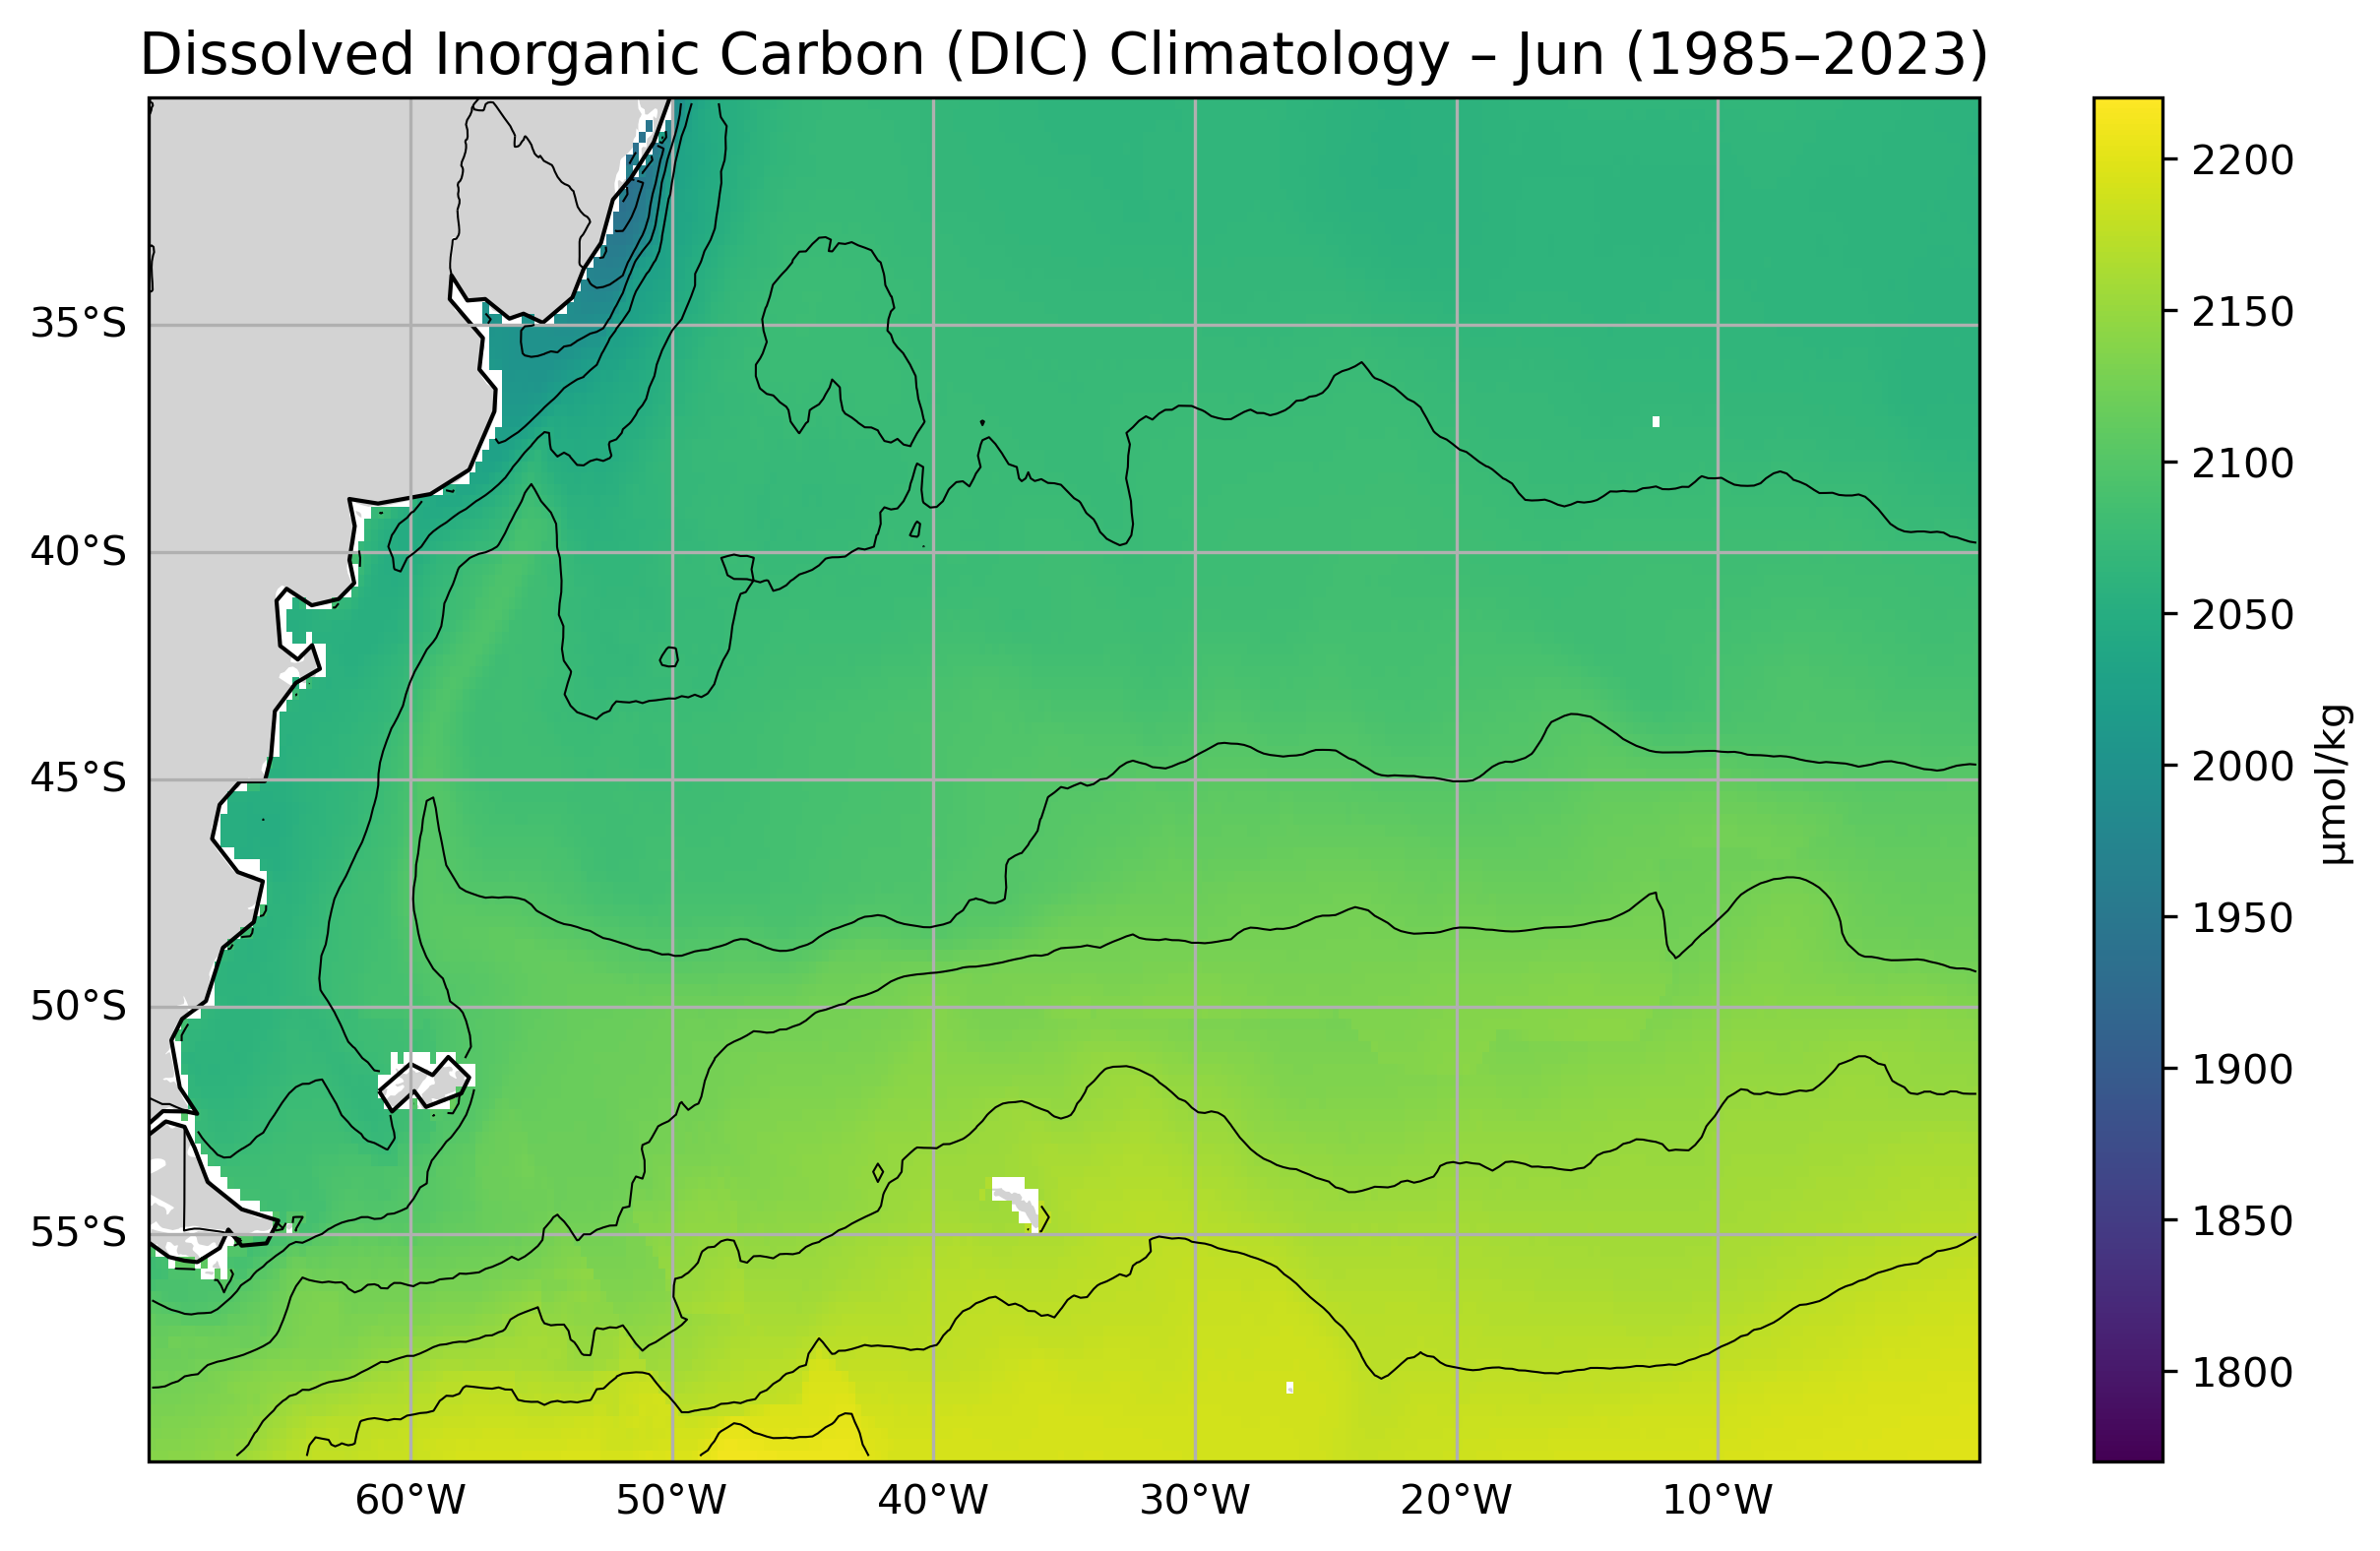 Dissolved Inorganic Carbon (DIC) Climatology – Jun (1985–2023)
35°S
40°S
45°S
50°S
55°S
60°W
50°W
40°W
30°W
20°W
10°W
2200
2150
2100
2050
2000
1950
1900
1850
1800
µmol/kg